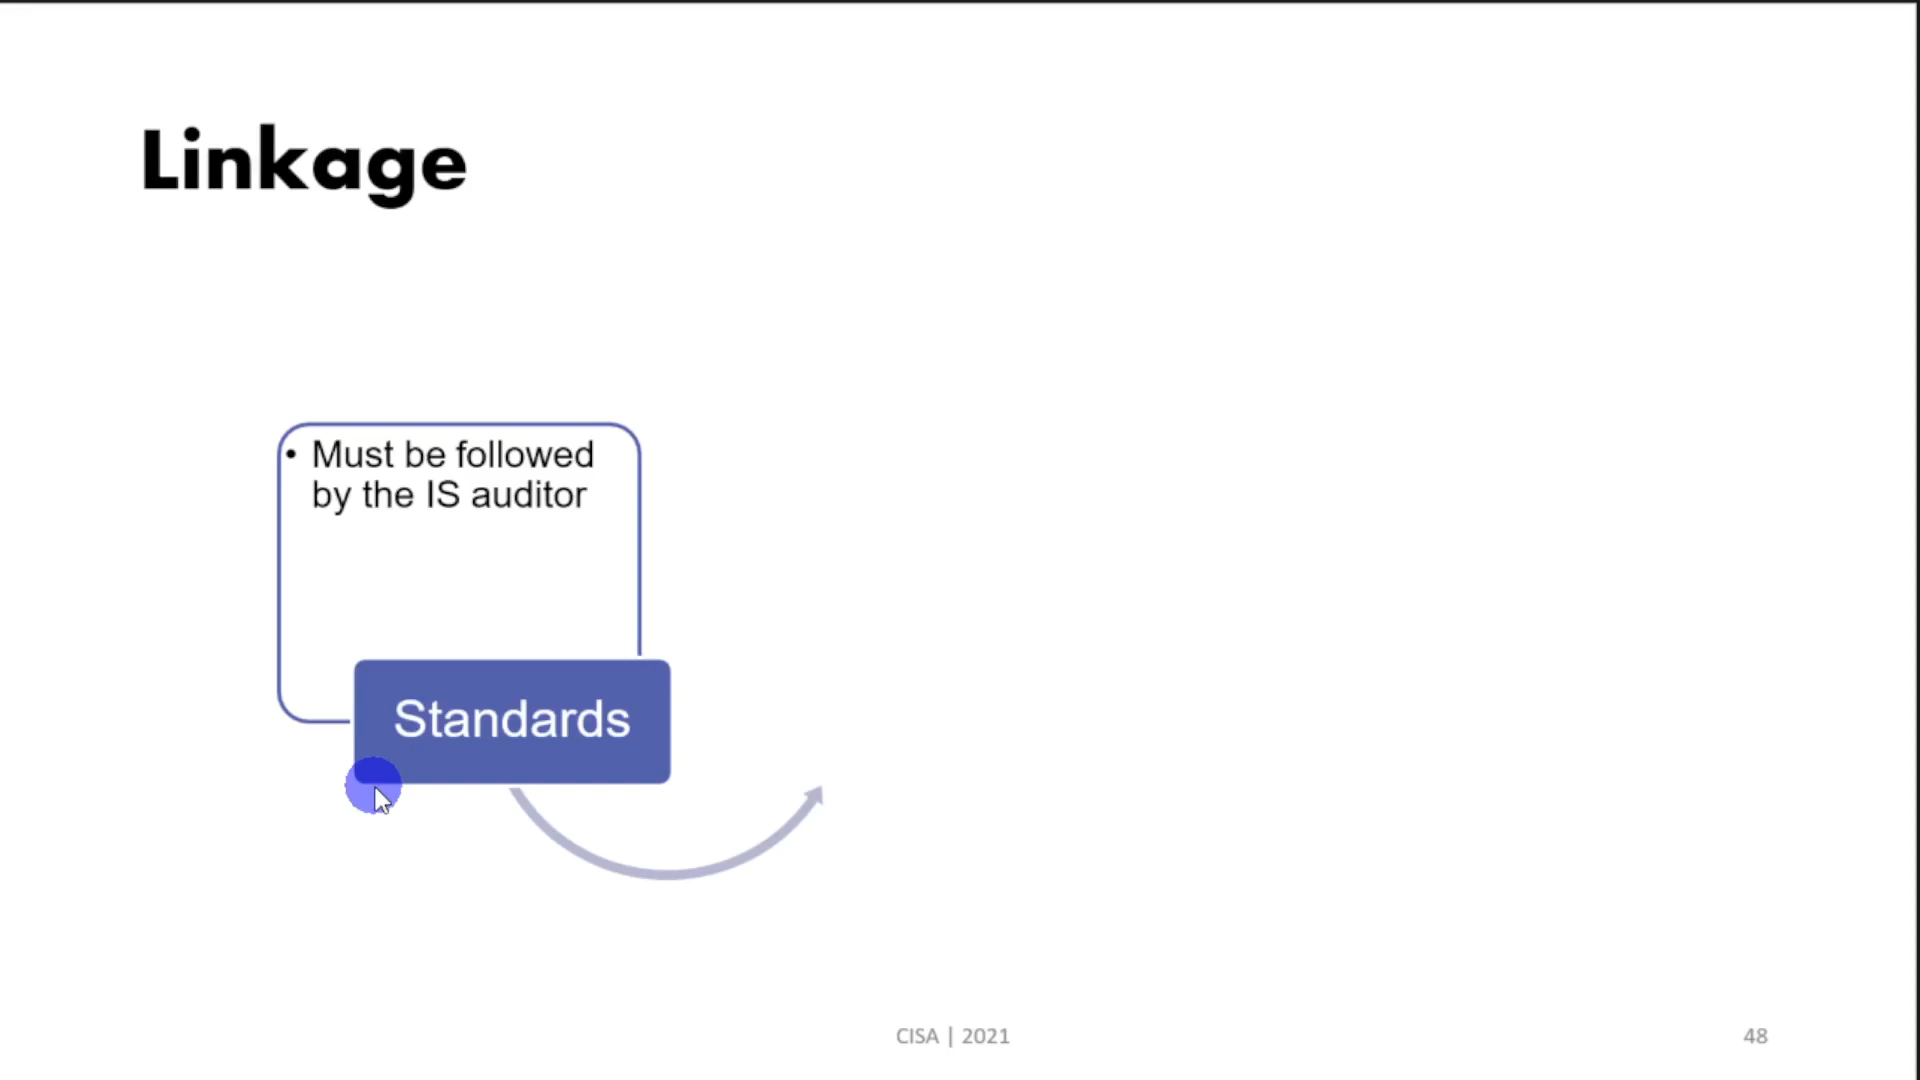 Linkage
• Must be followed
by the IS auditor
Standards
CISA | 2021
48